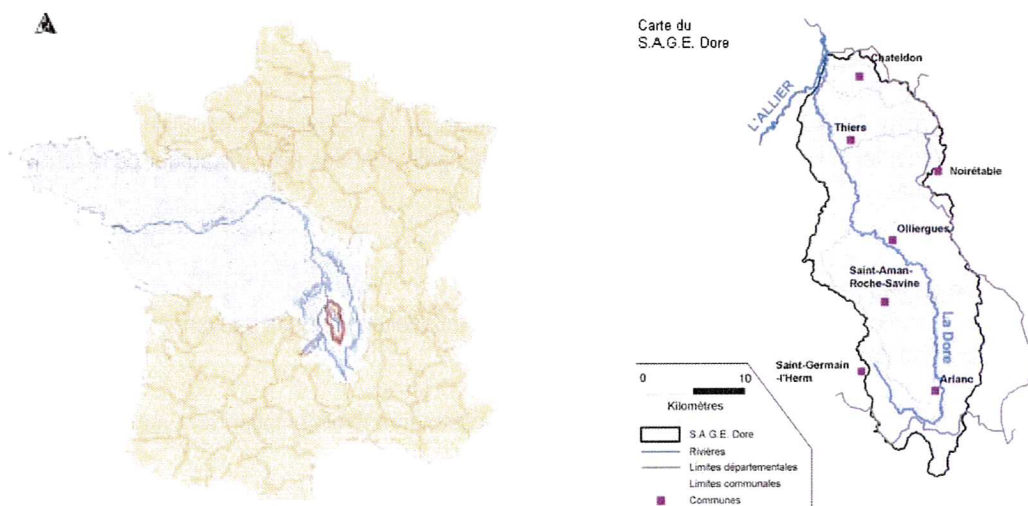 Carte du
S.A.G.E. Dore
Chateldon
L'ALLIER
Thiers
Noirétable
Olliergues
Saint-Aman-
Roche-Savine
La Dore
Saint-Germain
-l'Herm
Arlanc
0 10
Kilomètres
S.A.G.E. Dore
Rivières
Limites départementales
Limites communales
Communes